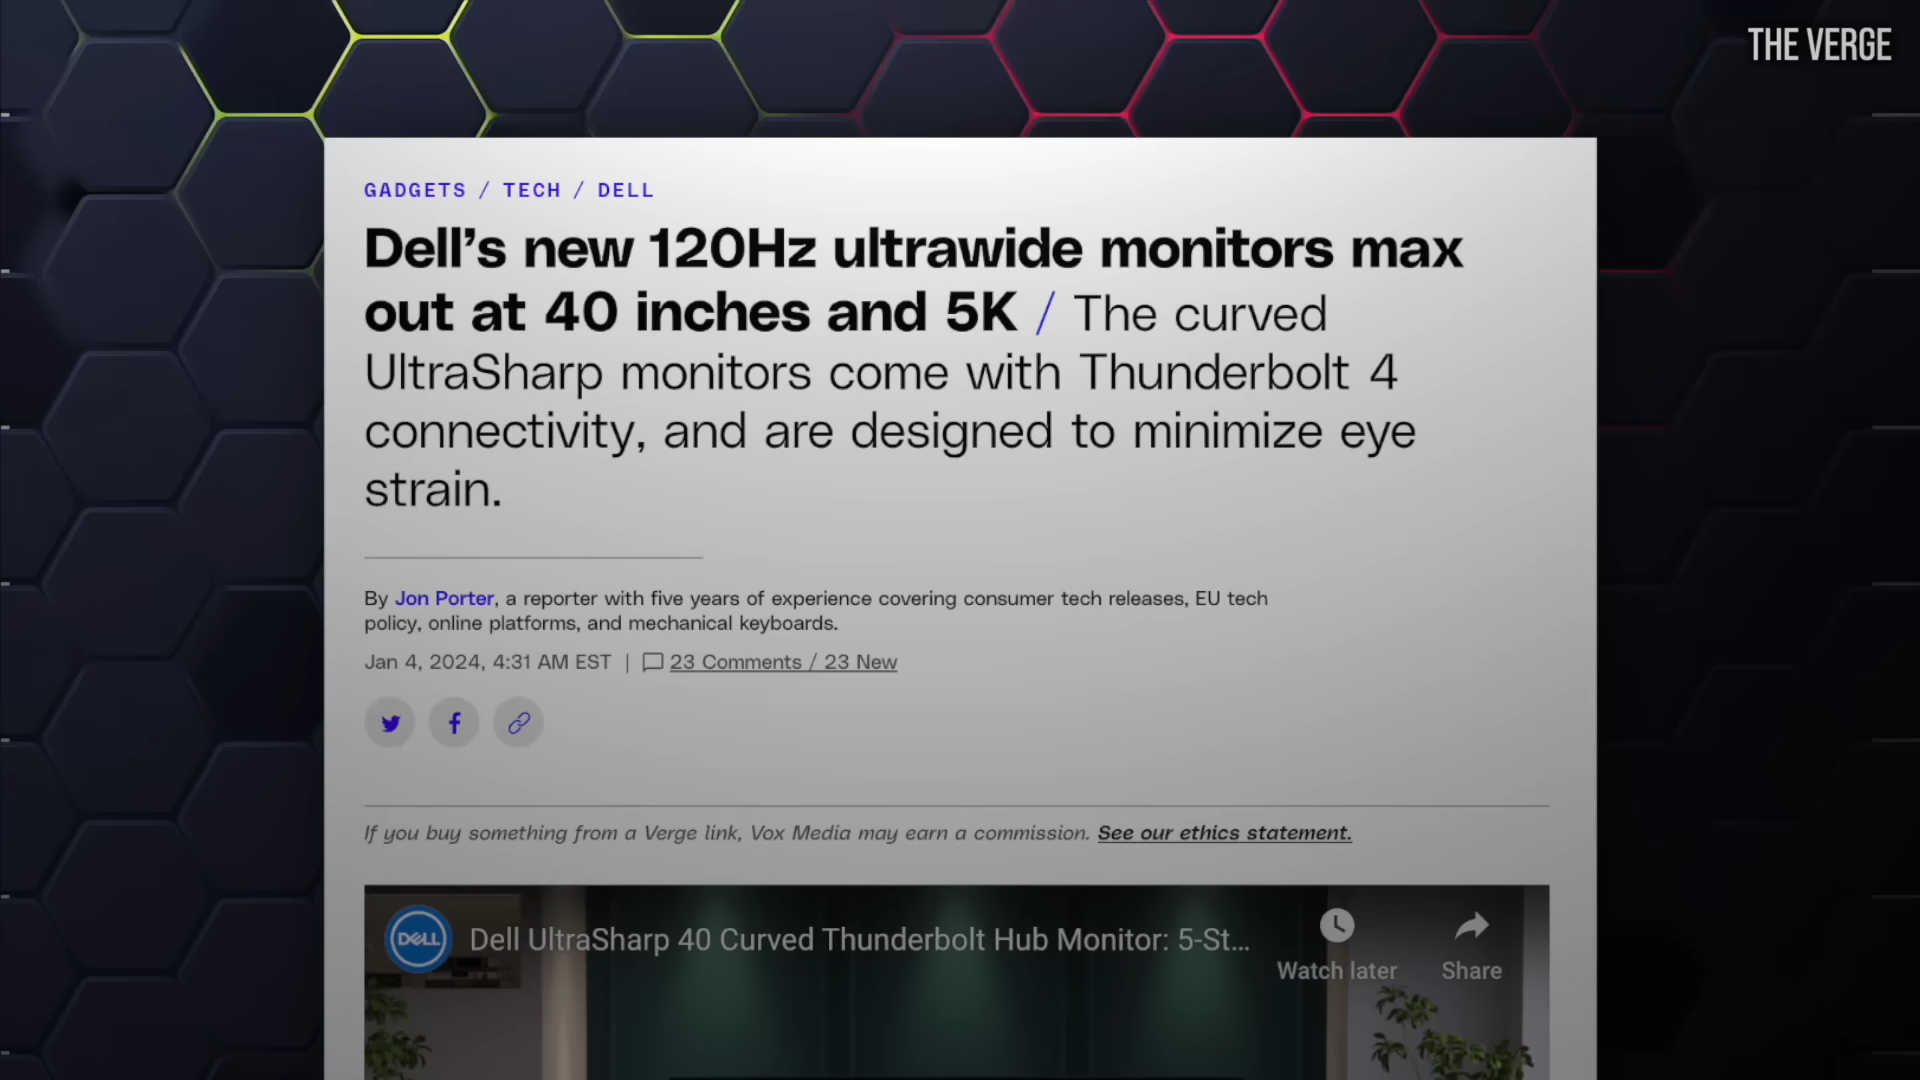 THE VERGE
GADGETS / TECH / DELL
Dell’s new 120Hz ultrawide monitors max
out at 40 inches and 5K / The curved
UltraSharp monitors come with Thunderbolt 4
connectivity, and are designed to minimize eye
strain.
By Jon Porter, a reporter with five years of experience covering consumer tech releases, EU tech
policy, online platforms, and mechanical keyboards.
Jan 4, 2024, 4:31 AM EST | 23 Comments / 23 New
If you buy something from a Verge link, Vox Media may earn a commission. See our ethics statement.
DELL
Dell UltraSharp 40 Curved Thunderbolt Hub Monitor: 5-St...
Watch later
Share